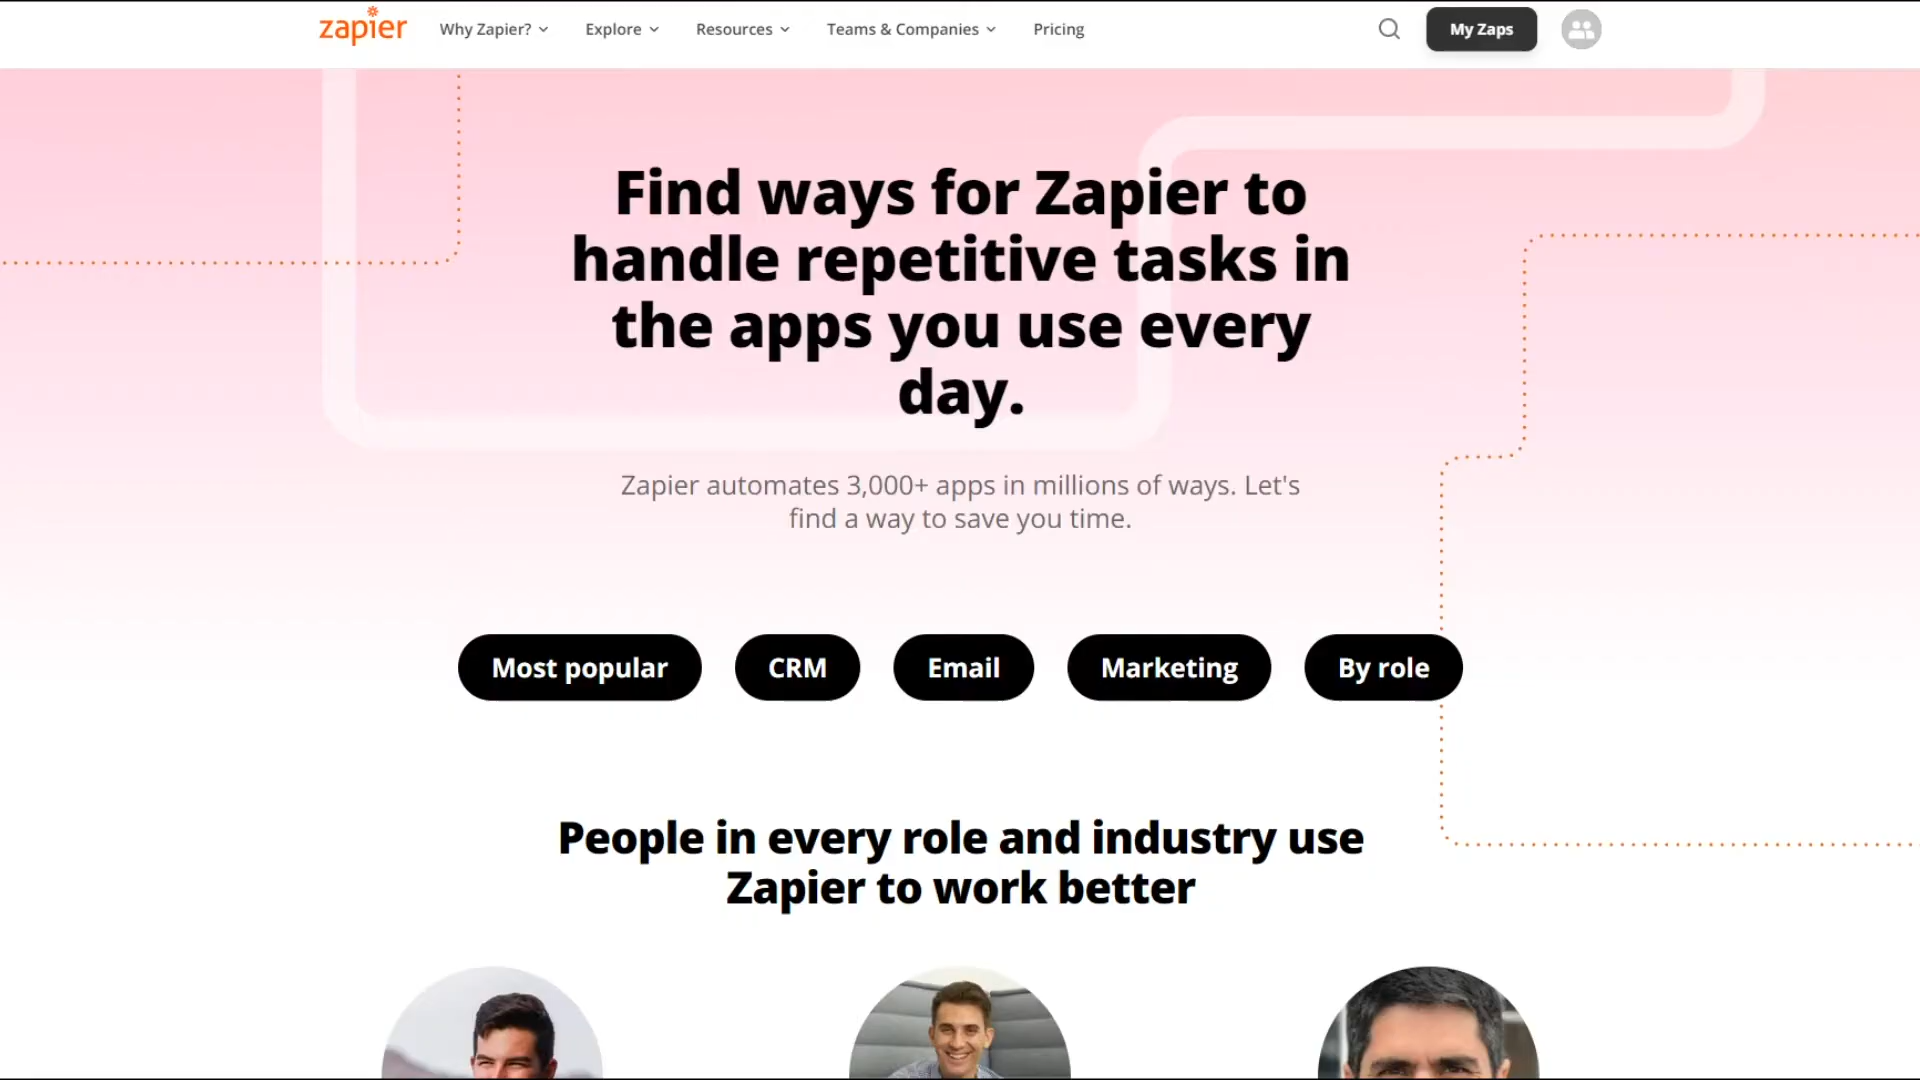 zapier
Why Zapier?
Explore
Resources
Teams & Companies
Pricing
My Zaps
Find ways for Zapier to
handle repetitive tasks in
the apps you use every
day.
Zapier automates 3,000+ apps in millions of ways. Let's
find a way to save you time.
Most popular
CRM
Email
Marketing
By role
People in every role and industry use
Zapier to work better